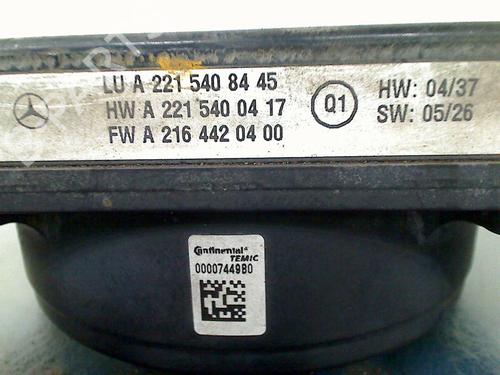 LU A 221 540 84 45
HW A 221 540 04 17
FW A 216 442 04 00
Q1
HW: 04/37
SW: 05/26
Continental
TEMIC
0000744980